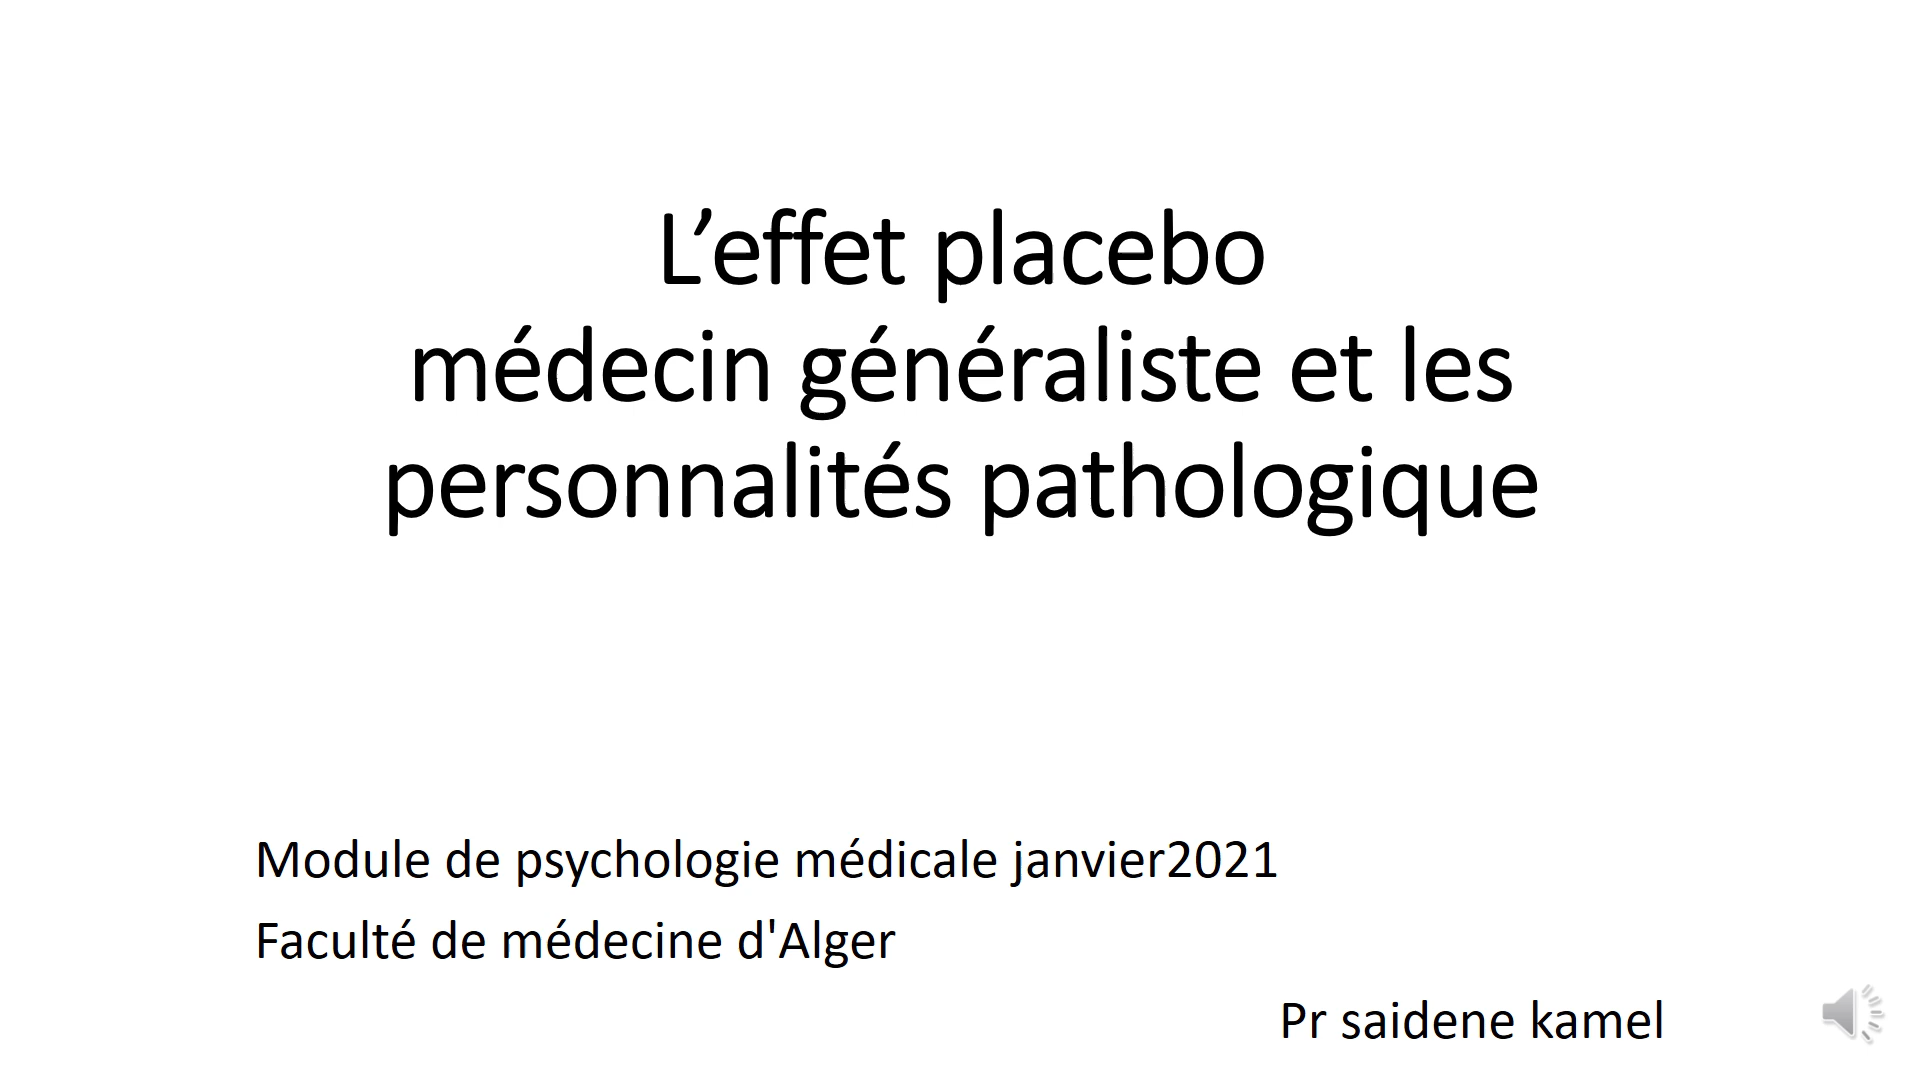 L’effet placebo
médecin généraliste et les
personnalités pathologique
Module de psychologie médicale janvier2021
Faculté de médecine d'Alger
Pr saidene kamel